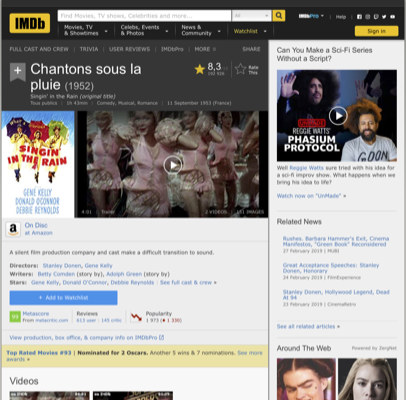 IMDb
Find Movies, TV shows, Celebrities and more...
All
IMDbPro
Help
Movies, TV
& Showtimes
Celebs, Events
& Photos
News &
Community
Watchlist
Sign in
FULL CAST AND CREW | TRIVIA | USER REVIEWS | IMDbPro | MORE
SHARE
Chantons sous la
pluie (1952)
8,3
Rate
This
Singin' in the Rain (original title)
Tous publics | 1h 43min | Comedy, Musical, Romance | 11 September 1953 (France)
SINGIN'
IN THE RAIN
GENE KELLY
DONALD O'CONNOR
DEBBIE REYNOLDS
4:01 Trailer
2 VIDEOS | 131 IMAGES
On Disc
at Amazon
A silent film production company and cast make a difficult transition to sound.
Directors: Stanley Donen, Gene Kelly
Writers: Betty Comden (story by), Adolph Green (story by)
Stars: Gene Kelly, Donald O'Connor, Debbie Reynolds | See full cast & crew »
+ Add to Watchlist
Metascore
From metacritic.com
Reviews
613 user | 145 critic
Popularity
1 973
View production, box office, & company info on IMDbPro
Top Rated Movies #93 | Nominated for 2 Oscars. Another 5 wins & 7 nominations. See more
awards »
Videos
Can You Make a Sci-Fi Series
Without a Script?
REGGIE WATTS'
PHASIUM
PROTOCOL
Well Reggie Watts sure tried with his idea for
a sci-fi improv show. What happens when we
bring his idea to life?
Watch now on "UnMade" »
Related News
Rushes. Barbara Hammer's Exit, Cinema
Manifestos, "Green Book" Reconsidered
27 February 2019 | MUBI
Great Acceptance Speeches: Stanley
Donen, Honorary
24 February 2019 | FilmExperience
Stanley Donen, Hollywood Legend, Dead
At 94
23 February 2019 | CinemaRetro
See all related articles »
Around The Web
Powered by ZergNet